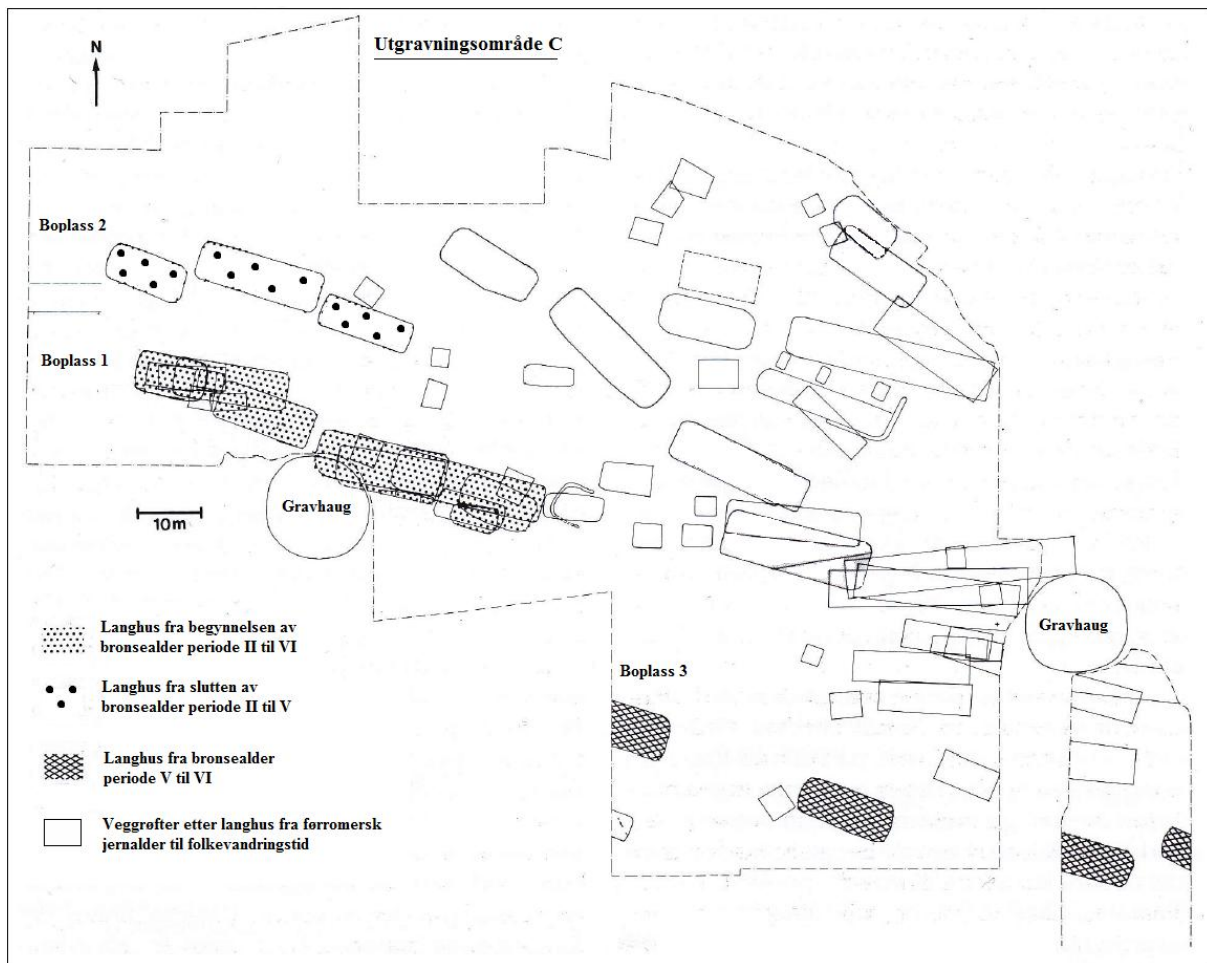 Utgravningsområde C
N
Boplass 2
Boplass 1
Gravhaug
10m
Gravhaug
Boplass 3
Langhus fra begynnelsen av
bronsealder periode II til VI
Langhus fra slutten av
bronsealder periode II til V
Langhus fra bronsealder
periode V til VI
Veggrøfter etter langhus fra førromersk
jernalder til folkevandringstid